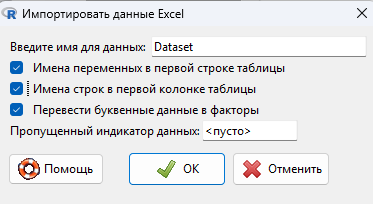 Импортировать данные Excel
Введите имя для данных: Dataset
Имена переменных в первой строке таблицы
Имена строк в первой колонке таблицы
Перевести буквенные данные в факторы
Пропущенный индикатор данных: <пусто>
Помощь OK Отменить